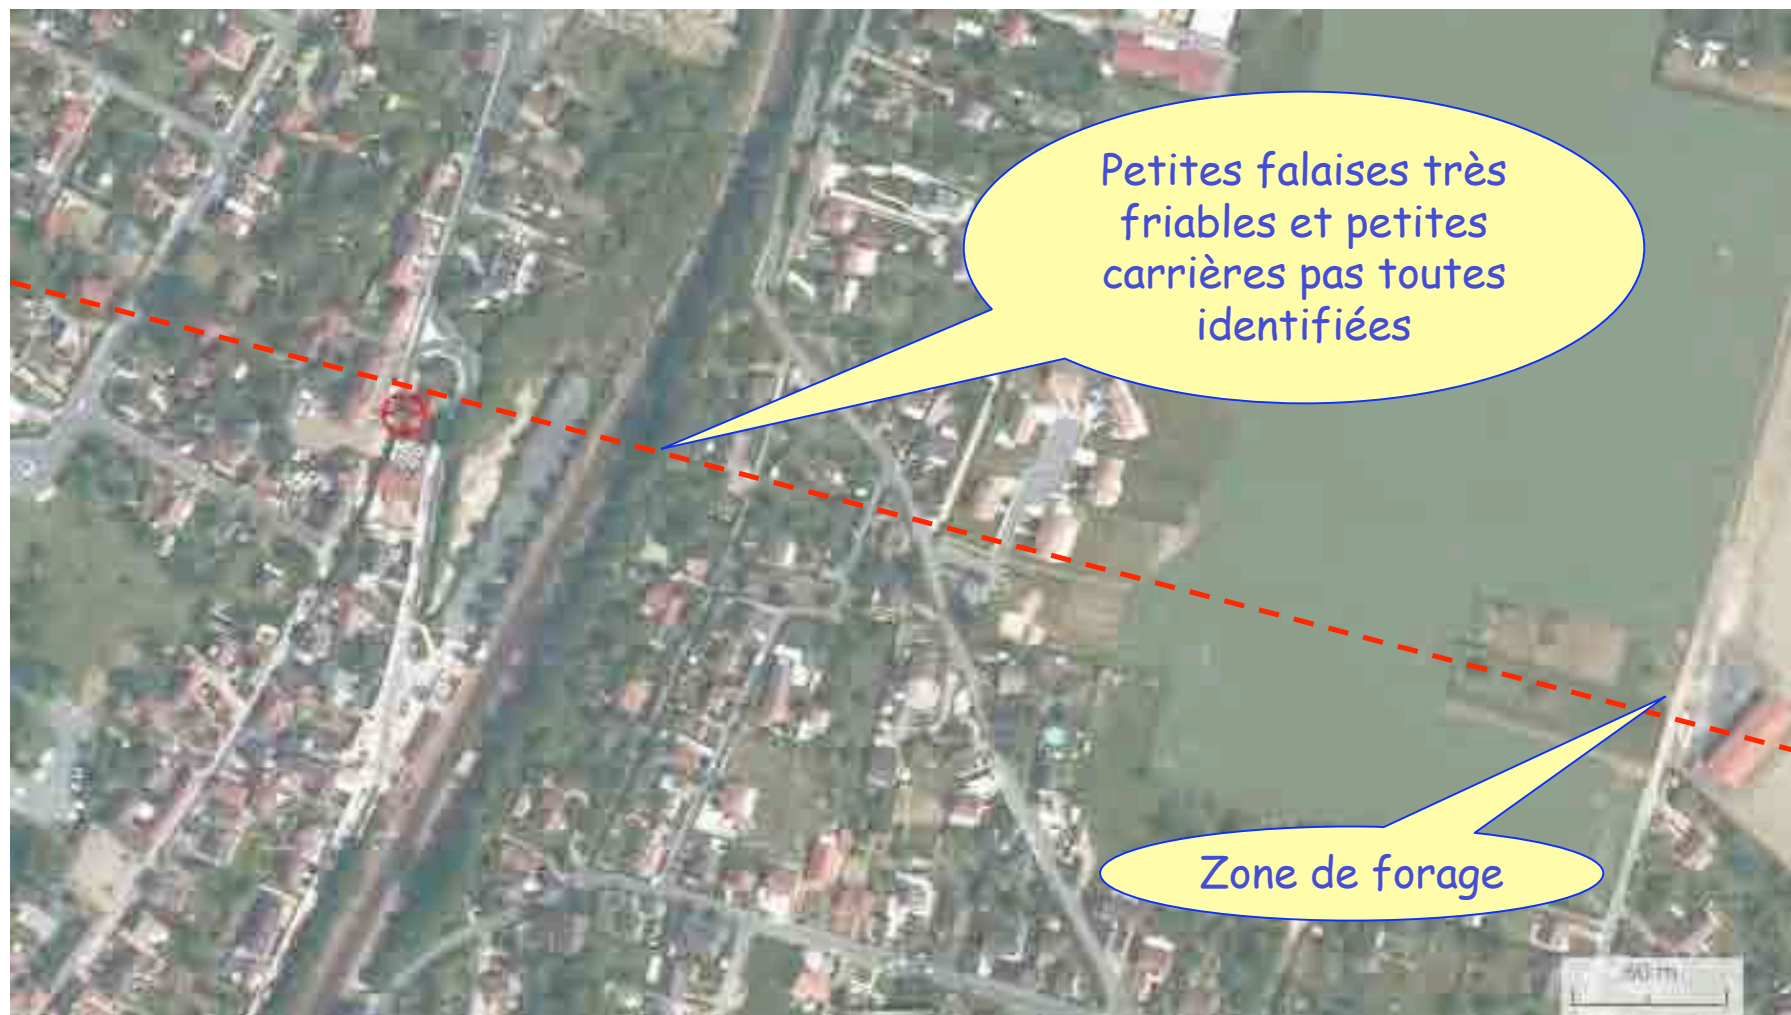 Petites falaises très
friables et petites
carrières pas toutes
identifiées
Zone de forage